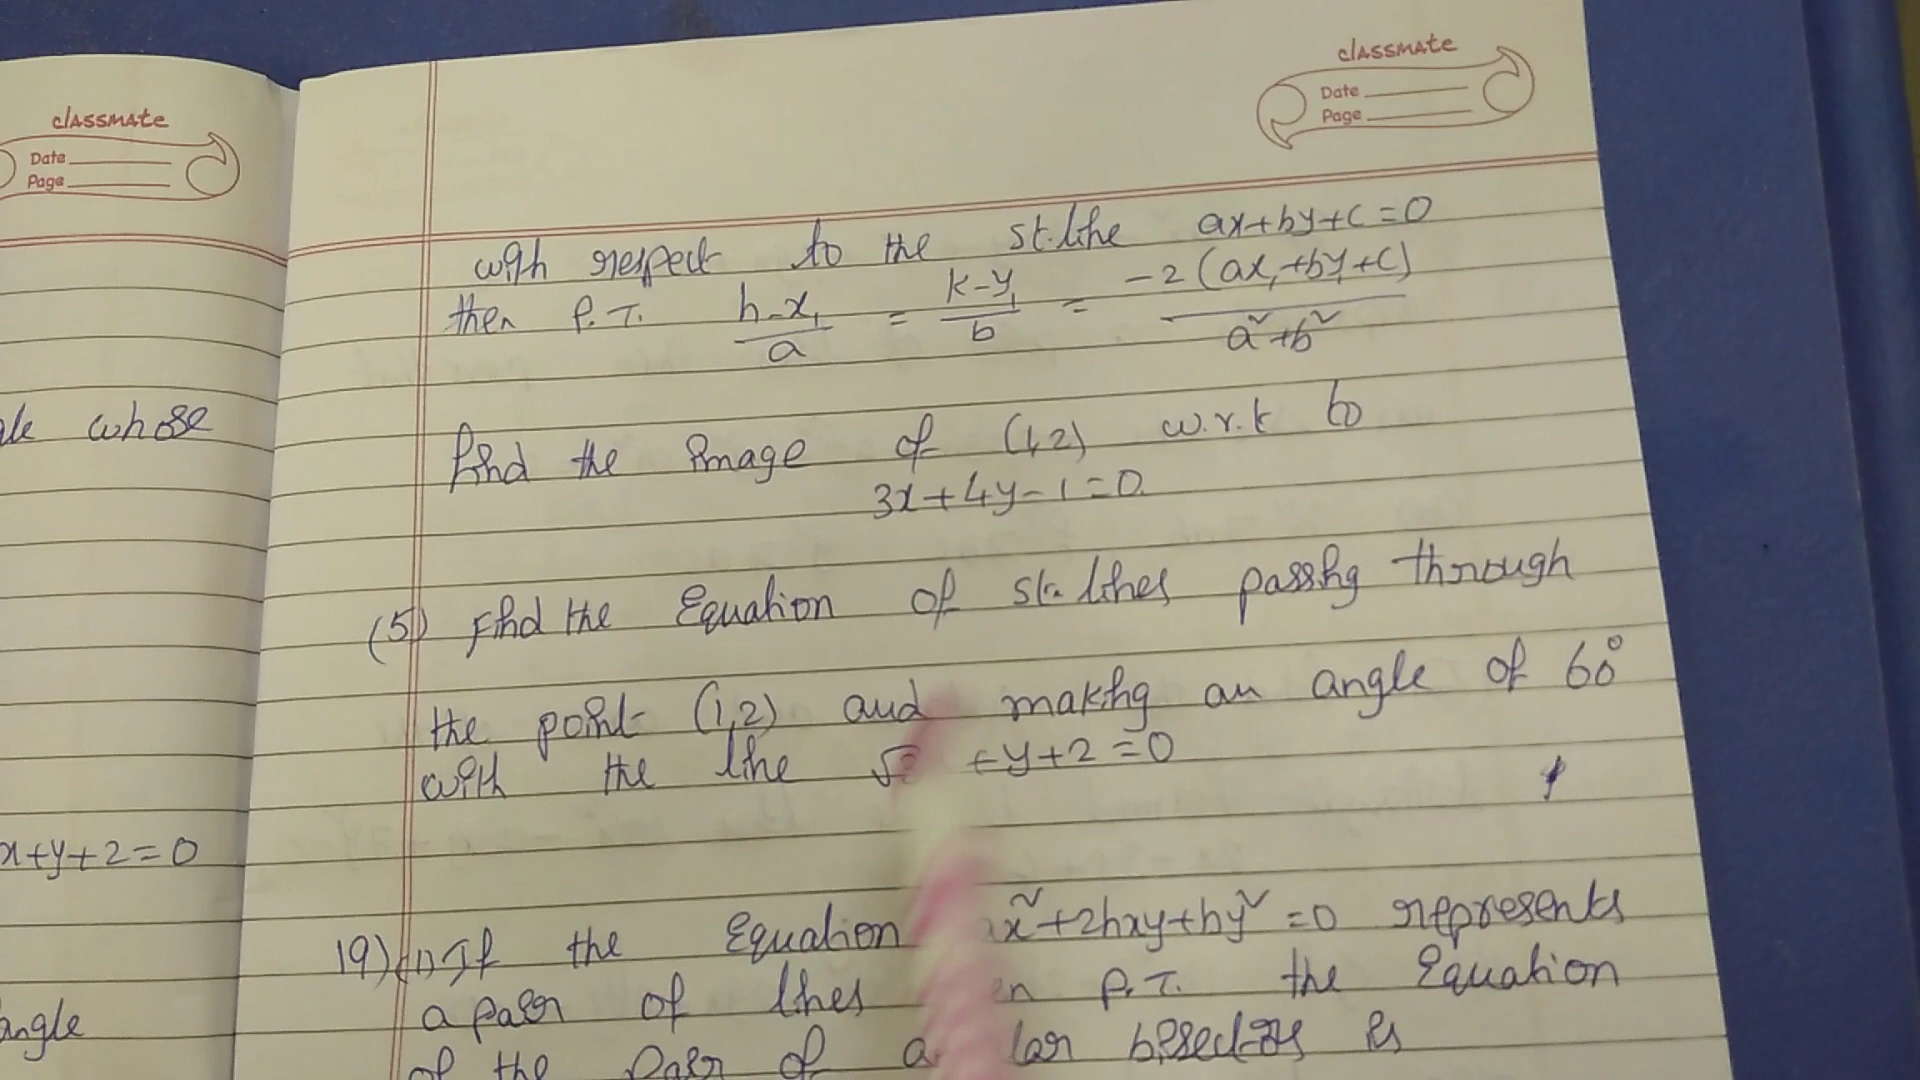 classmate
Date
Page
whose
x+y+2=0
angle
classmate
Date
Page
with respect to the st.line ax+by+c=0
then P.T. h-x₁/a = k-y₁/b = -2(ax₁+by₁+c)/a²+b²
find the image of (1,2) w.r.t to
3x+4y-1=0.
(5) Find the Equation of st. lines passing through
the point (1,2) and making an angle of 60°
with the line +y+2=0
19) (1) If the Equation x²+2hxy+by²=0 represents
a pair of lines P.T. the Equation
of the pair of bisectors is